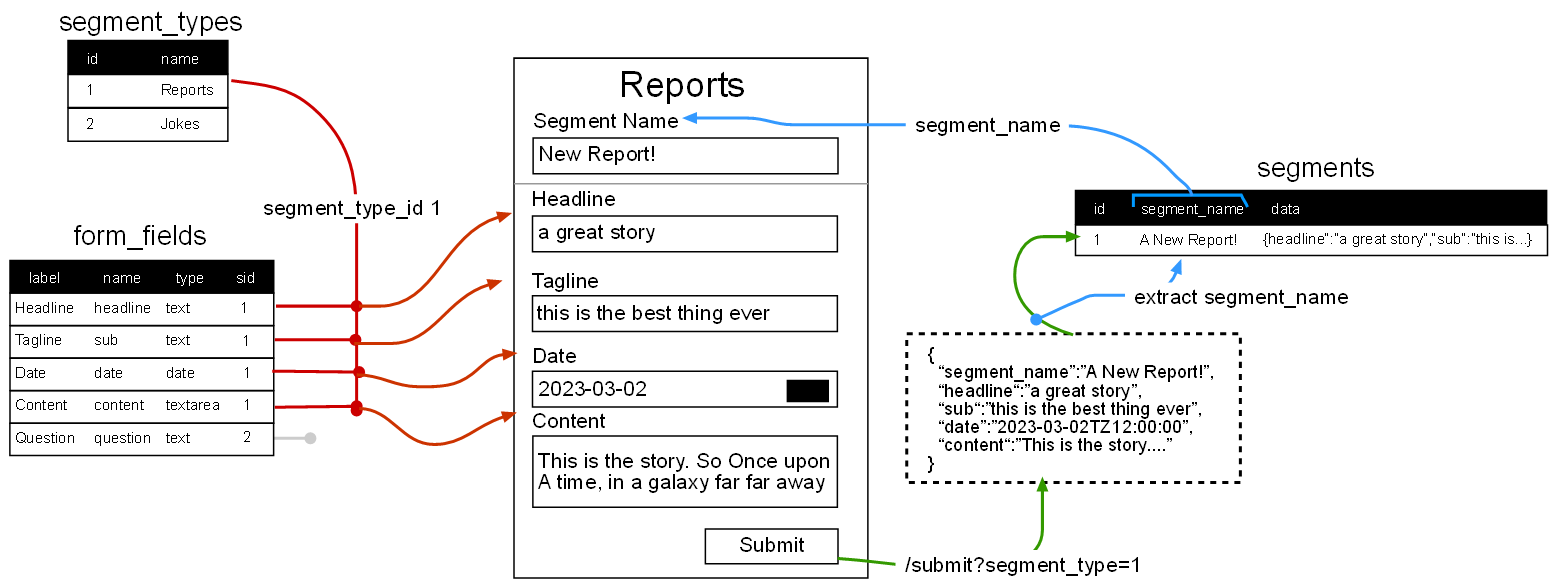 segment_types
id name
1 Reports
2 Jokes
segment_type_id 1
form_fields
label name type sid
Headline headline text 1
Tagline sub text 1
Date date date 1
Content content textarea 1
Question question text 2
Reports
Segment Name
New Report!
Headline
a great story
Tagline
this is the best thing ever
Date
2023-03-02
Content
This is the story. So Once upon
A time, in a galaxy far far away
Submit
segment_name
segments
id segment_name data
1 A New Report! {headline":"a great story","sub":"this is...}
extract segment_name
{
“segment_name”:”A New Report!”,
“headline“:”a great story”,
“sub“:”this is the best thing ever”,
“date”:”2023-03-02TZ12:00:00”,
“content“:”This is the story....”
}
/submit?segment_type=1